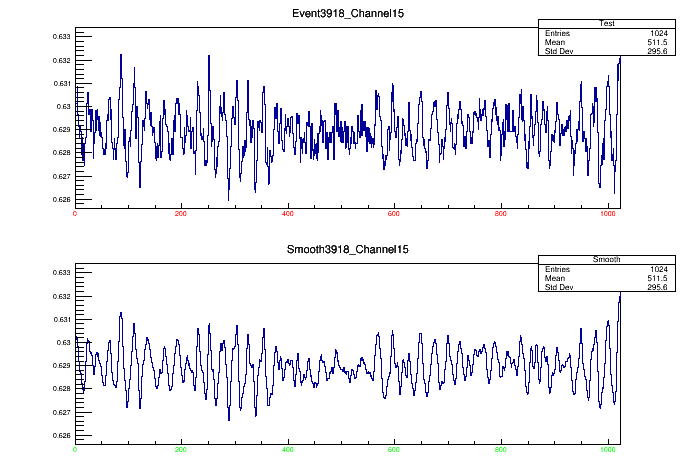 Event3918_Channel15
Test
Entries 1024
Mean 511.5
Std Dev 295.6
0.633
0.632
0.631
0.63
0.629
0.628
0.627
0.626
0 200 400 600 800 1000
Smooth3918_Channel15
Smooth
Entries 1024
Mean 511.5
Std Dev 295.6
0.633
0.632
0.631
0.63
0.629
0.628
0.627
0.626
0 200 400 600 800 1000